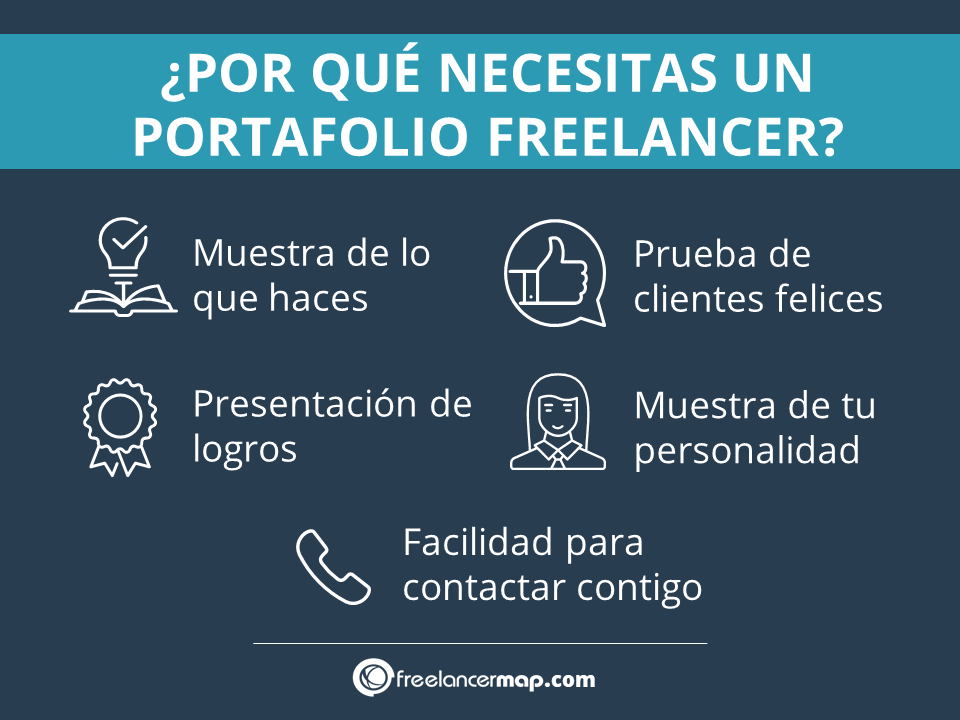 ¿POR QUÉ NECESITAS UN
PORTAFOLIO FREELANCER?
Muestra de lo
que haces
Prueba de
clientes felices
Presentación de
logros
Muestra de tu
personalidad
Facilidad para
contactar contigo
freelancermap.com